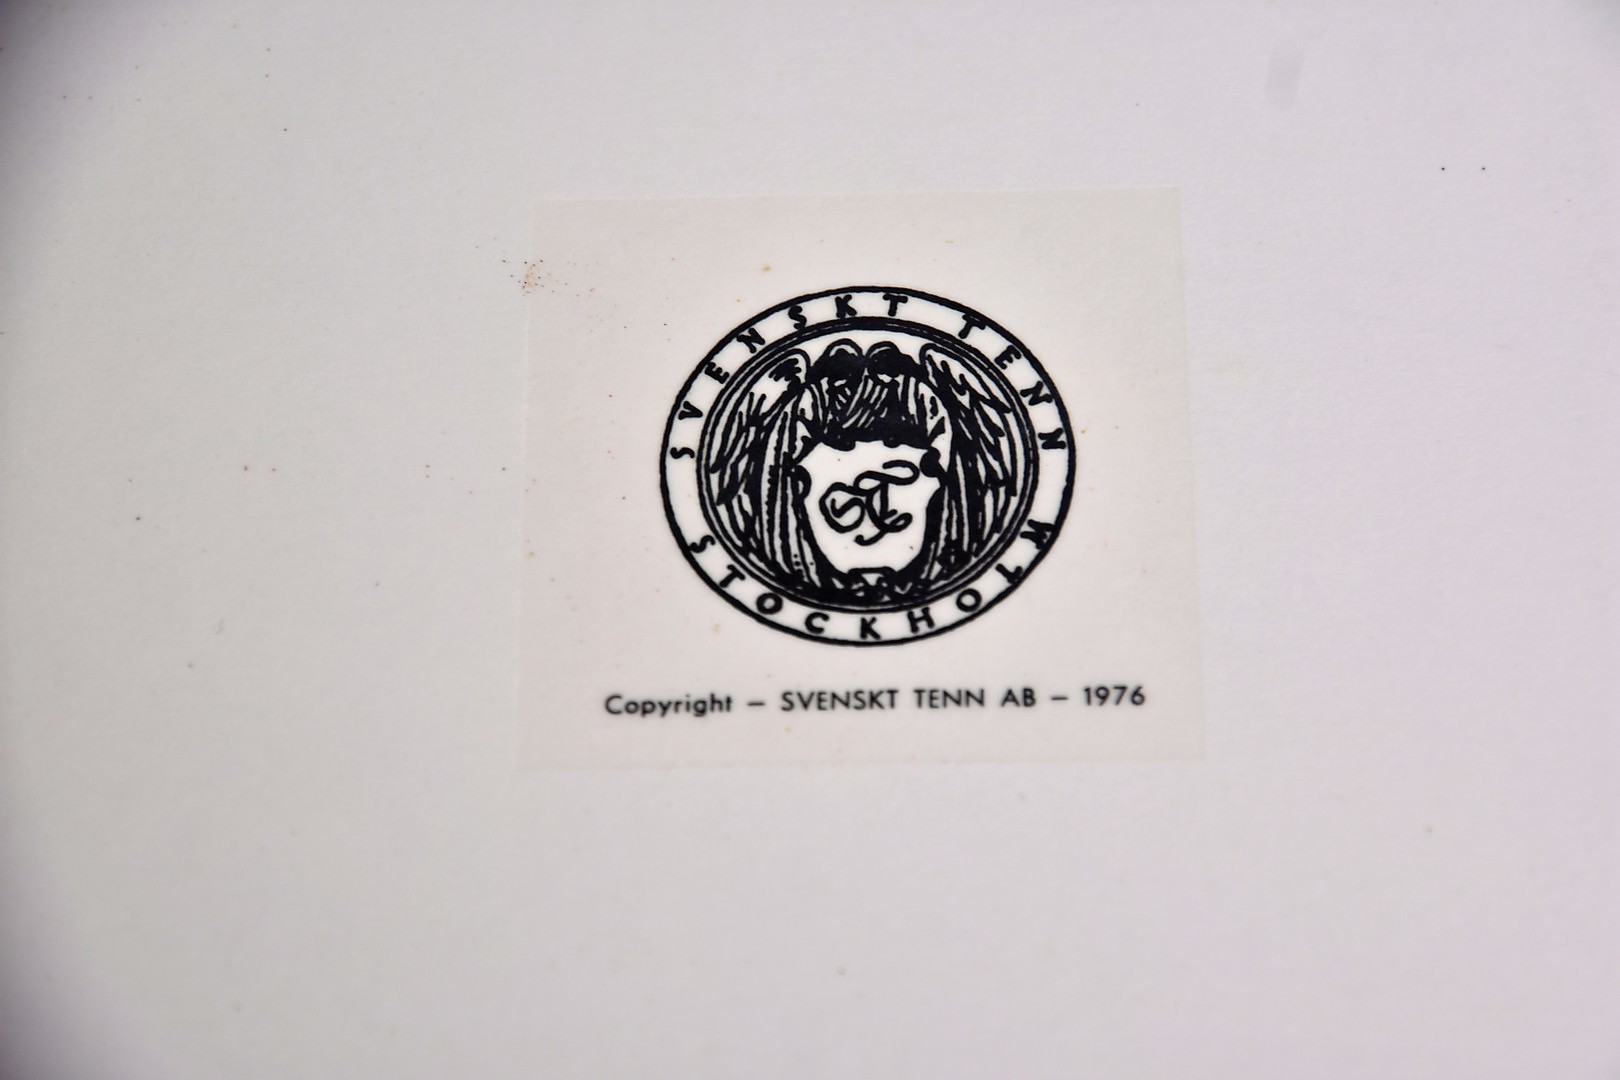 SVENSKT TENN
ST
STOCKHOLM
Copyright – SVENSKT TENN AB – 1976